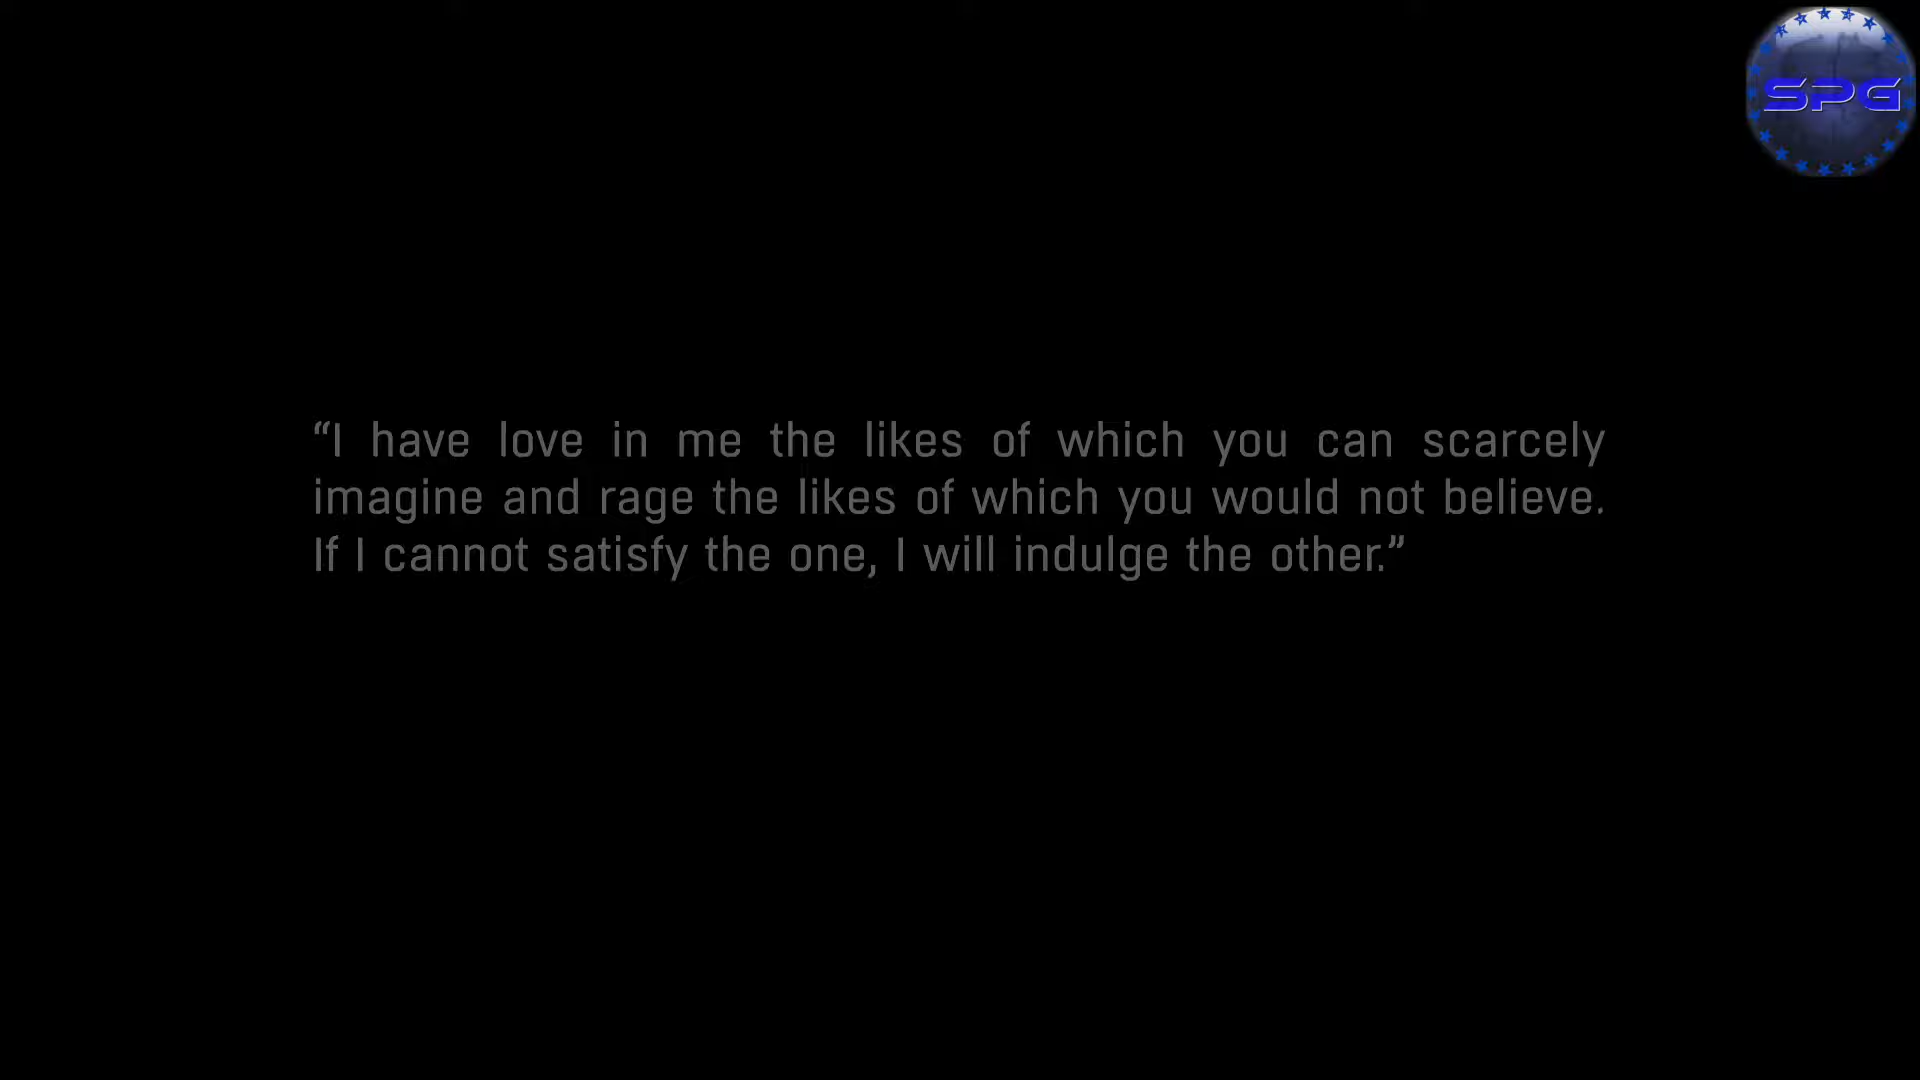 SPG
“I have love in me the likes of which you can scarcely
imagine and rage the likes of which you would not believe.
If I cannot satisfy the one, I will indulge the other.”